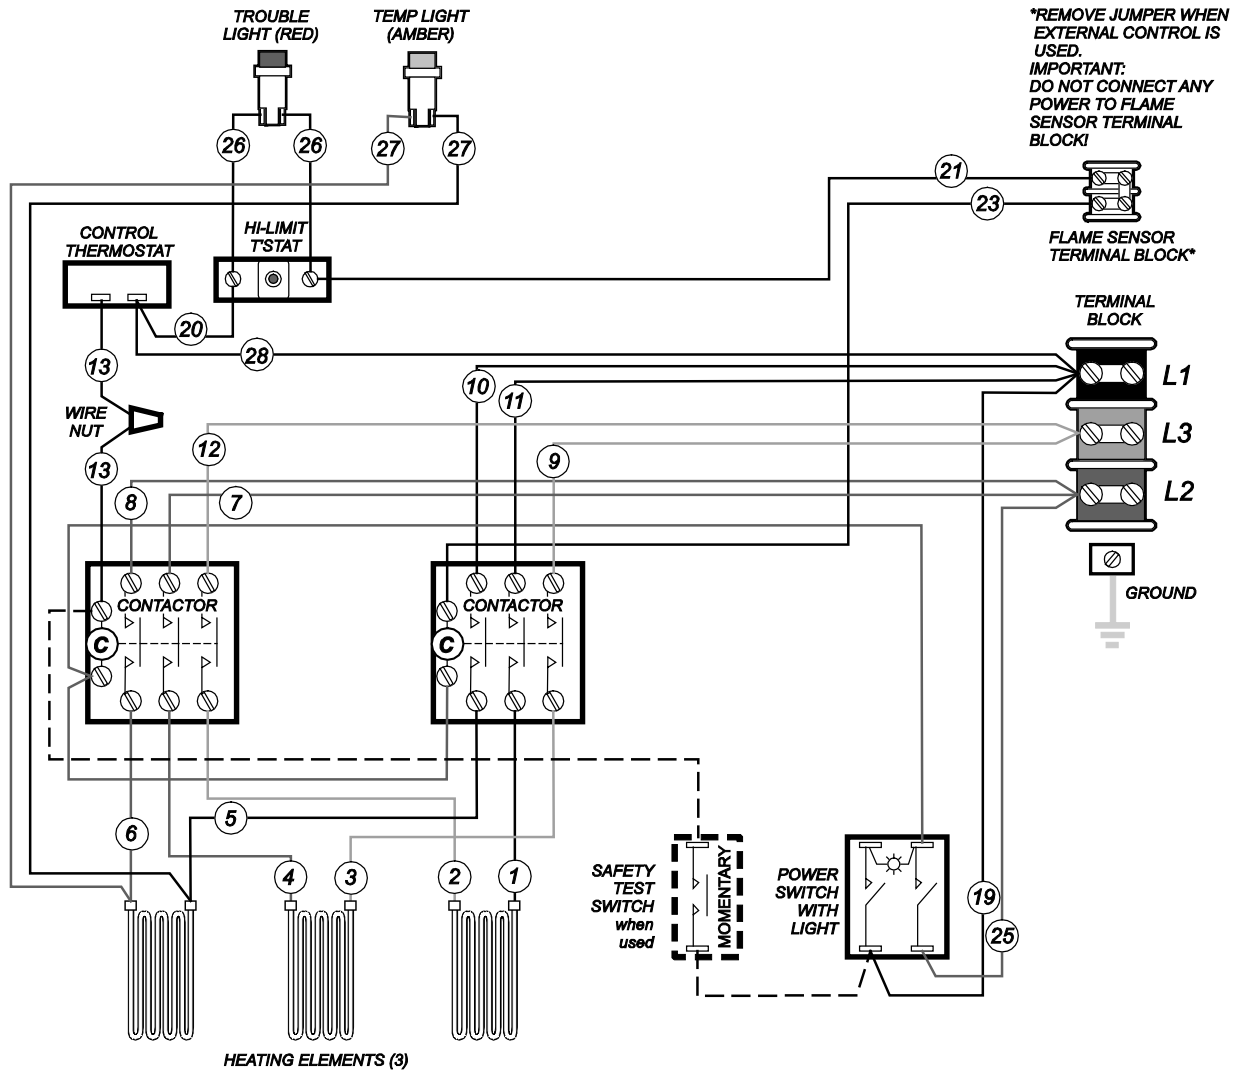 TROUBLE
LIGHT (RED)
TEMP LIGHT
(AMBER)
*REMOVE JUMPER WHEN
EXTERNAL CONTROL IS
USED.
IMPORTANT:
DO NOT CONNECT ANY
POWER TO FLAME
SENSOR TERMINAL
BLOCK!
26
26
27
27
21
23
CONTROL
THERMOSTAT
HI-LIMIT
T'STAT
FLAME SENSOR
TERMINAL BLOCK*
TERMINAL
BLOCK
20
28
13
10
11
L1
WIRE
NUT
12
9
L3
13
8
7
L2
CONTACTOR
C
CONTACTOR
C
GROUND
5
6
4
3
2
1
SAFETY
TEST
SWITCH
when
used
MOMENTARY
POWER
SWITCH
WITH
LIGHT
19
25
HEATING ELEMENTS (3)